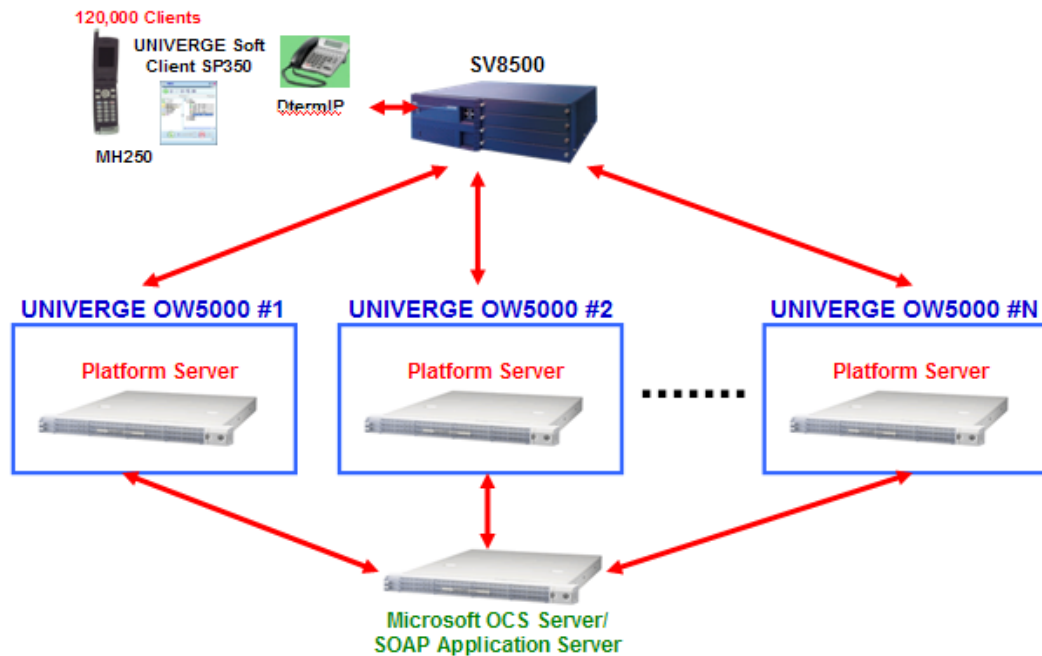 120,000 Clients
UNIVERGE Soft
Client SP350
SV8500
DtermIP
MH250
UNIVERGE OW5000 #1
UNIVERGE OW5000 #2
UNIVERGE OW5000 #N
Platform Server
Platform Server
Platform Server
Microsoft OCS Server/
SOAP Application Server